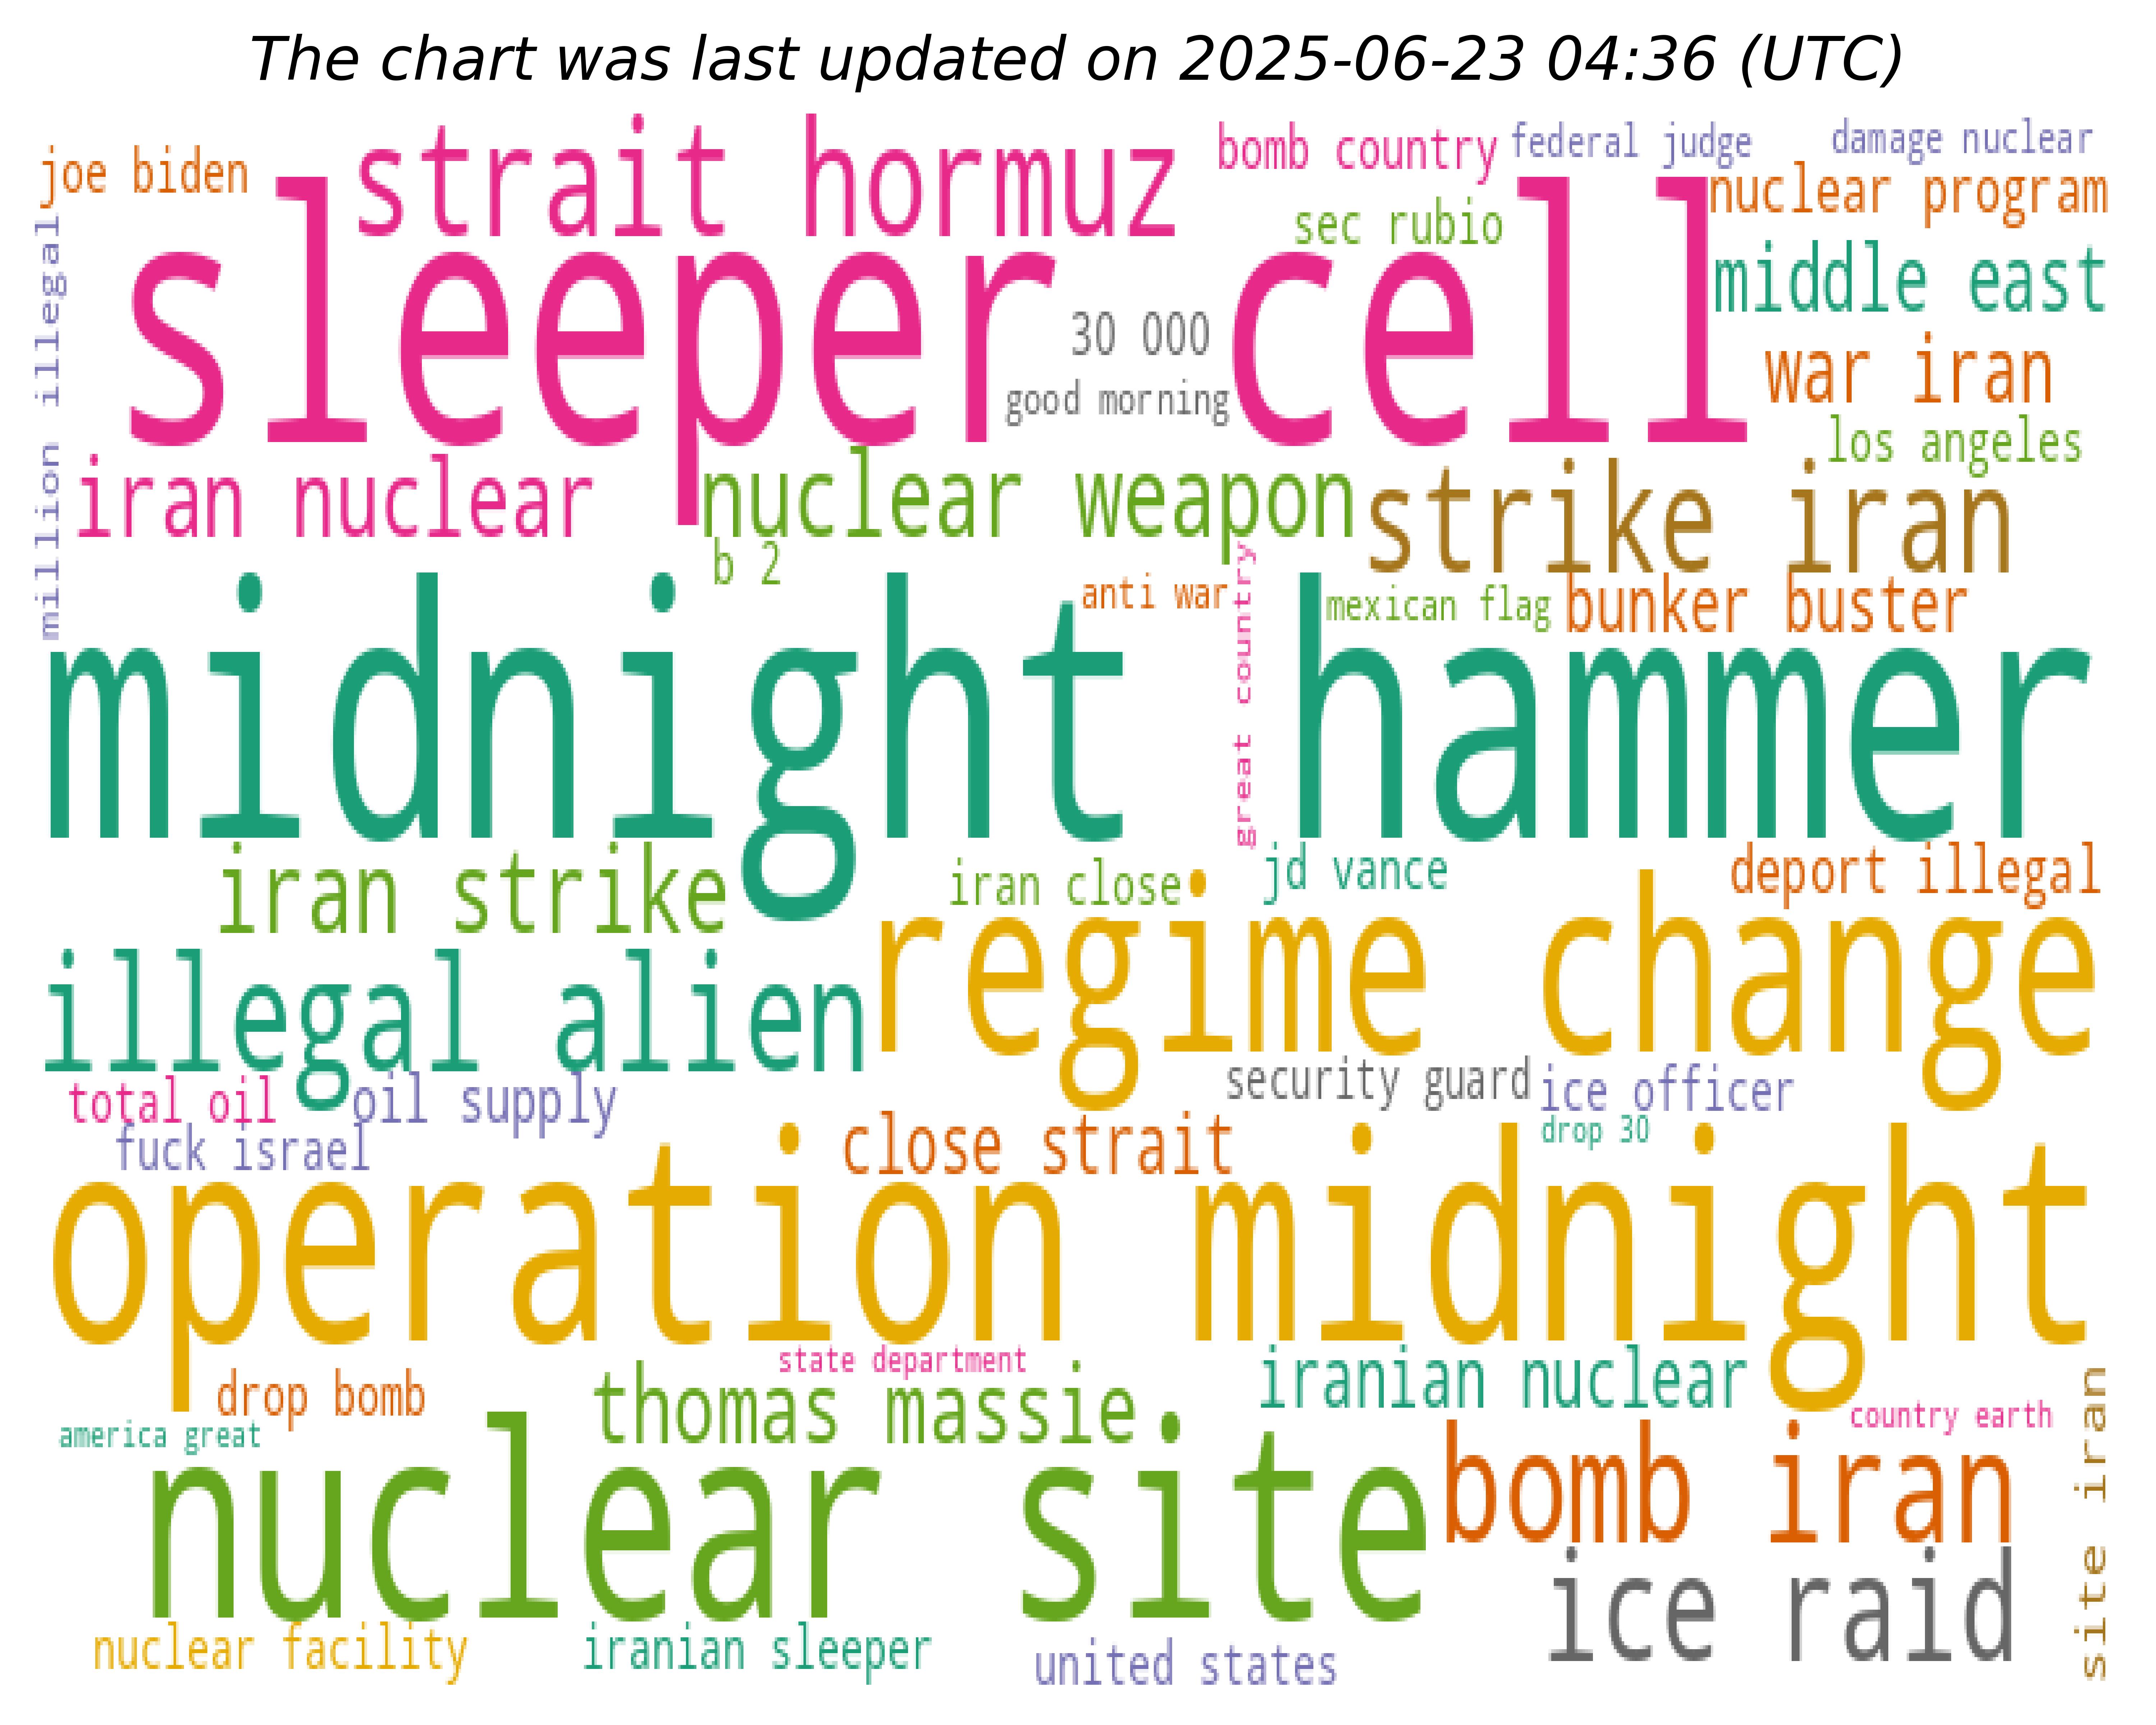 The chart was last updated on 2025-06-23 04:36 (UTC)
joe biden
strait hormuz
bomb country
federal judge
damage nuclear
nuclear program
sec rubio
million illegal
sleeper cell
middle east
30 000
good morning
war iran
los angeles
iran nuclear
nuclear weapon
strike iran
b 2
anti war
great country
mexican flag
bunker buster
midnight hammer
iran strike
iran close
jd vance
deport illegal
regime change
illegal alien
total oil
oil supply
security guard
ice officer
fuck israel
close strait
drop 30
operation midnight
state department
iranian nuclear
drop bomb
thomas massie
country earth
america great
site iran
nuclear site
bomb iran
ice raid
nuclear facility
iranian sleeper
united states